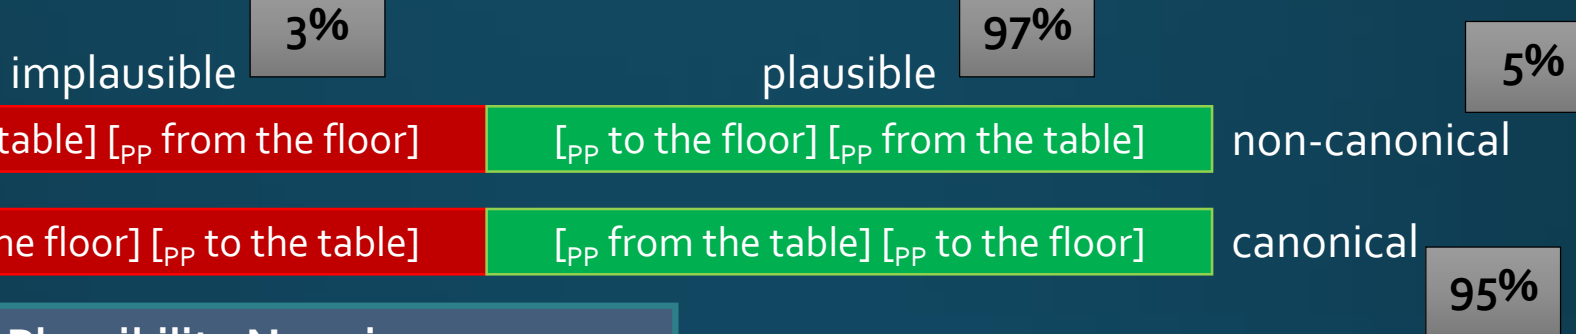 3%
97%
implausible
plausible
5%
table] [PP from the floor]
[PP to the floor] [PP from the table]
non-canonical
he floor] [PP to the table]
[PP from the table] [PP to the floor]
canonical
95%